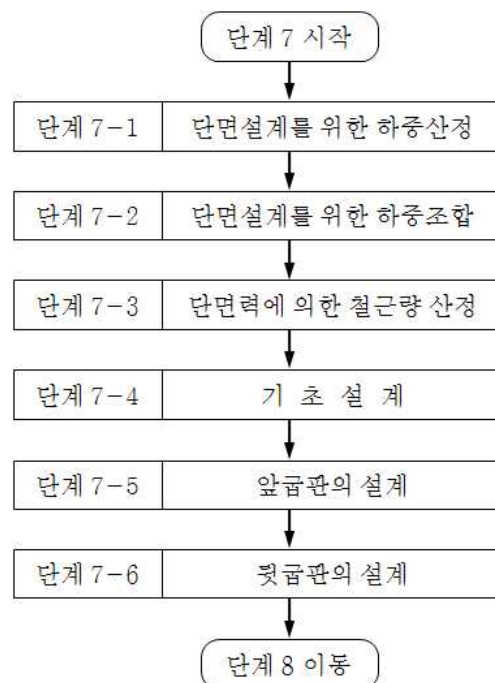 단계 7 시작
단계 7-1 단면설계를 위한 하중산정
단계 7-2 단면설계를 위한 하중조합
단계 7-3 단면력에 의한 철근량 산정
단계 7-4 기 초 설 계
단계 7-5 앞굽판의 설계
단계 7-6 뒷굽판의 설계
단계 8 이동